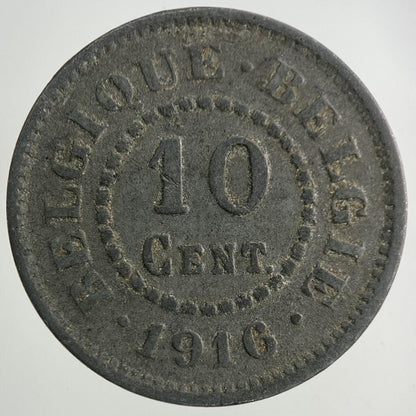 BELGIQUE · BELGIE
10
CENT.
· 1916 ·